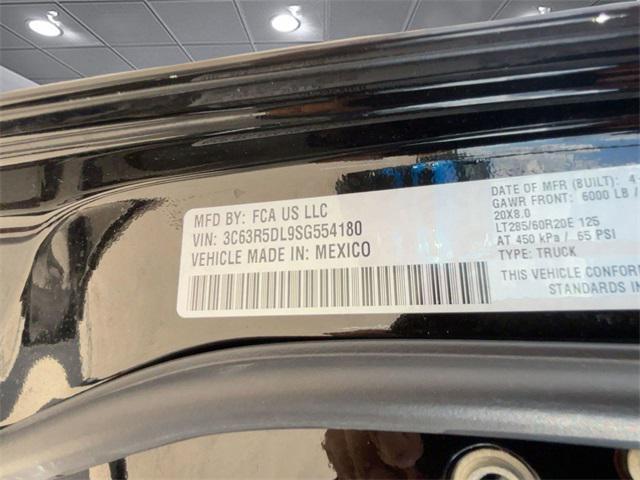 MFD BY: FCA US LLC
VIN: 3C63R5DL9SG554180
VEHICLE MADE IN: MEXICO
DATE OF MFR (BUILT): 4-
GAWR FRONT: 6000 LB /
20X8.0
LT285/60R20E 125
AT 450 kPa / 65 PSI
TYPE: TRUCK
THIS VEHICLE CONFOR
STANDARDS IN